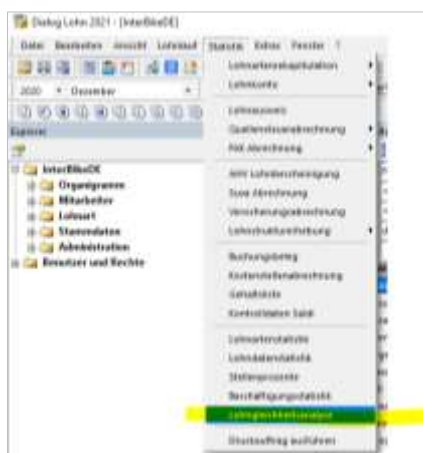 Dialog Lohn 2021 - [InterBikeDE]
Datei Bearbeiten Ansicht Lohnlauf Statistik Extras Fenster ?
2020 Dezember
Explorer
InterBikeDE
Organigramm
Mitarbeiter
Lohnart
Stammdaten
Administration
Benutzer und Rechte
Lohnartenrekapitulation
Lohnkonto
Lohnausweis
Quellensteuerabrechnung
FAK Abrechnung
AHV Lohnbescheinigung
Suva Abrechnung
Versicherungsabrechnung
Lohnstrukturerhebung
Buchungsbeleg
Kostenstellenabrechnung
Gehaltsliste
Kontrolldaten Saldi
Lohnartenstatistik
Lohndatenstatistik
Stellenprozente
Beschäftigungsstatistik
Lohngleichheitsanalyse
Druckauftrag ausführen